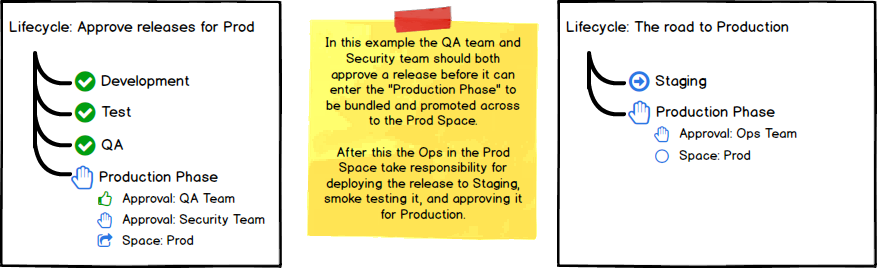 Lifecycle: Approve releases for Prod
Development
Test
QA
Production Phase
Approval: QA Team
Approval: Security Team
Space: Prod
In this example the QA team and
Security team should both
approve a release before it can
enter the "Production Phase" to
be bundled and promoted across
to the Prod Space.
After this the Ops in the Prod
Space take responsibility for
deploying the release to Staging,
smoke testing it, and approving it
for Production.
Lifecycle: The road to Production
Staging
Production Phase
Approval: Ops Team
Space: Prod